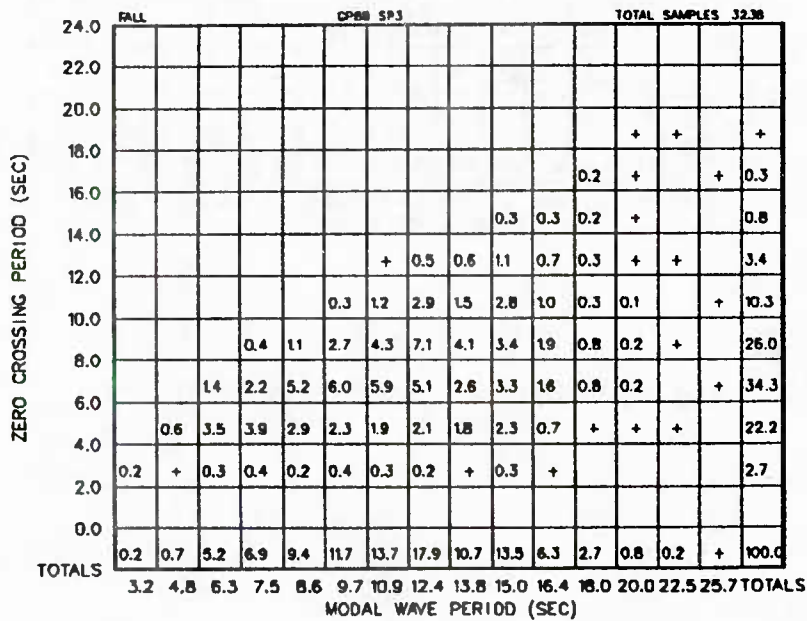 FALL CP68 SP3 TOTAL SAMPLES 3238
24.0
22.0
20.0
+ + +
18.0
0.2 + + 0.3
16.0
0.3 0.3 0.2 + 0.8
14.0
+ 0.5 0.6 1.1 0.7 0.3 + + 3.4
12.0
0.3 1.2 2.9 1.5 2.8 1.0 0.3 0.1 + 10.3
10.0
0.4 1.1 2.7 4.3 7.1 4.1 3.4 1.9 0.8 0.2 + 26.0
8.0
1.4 2.2 5.2 6.0 5.9 5.1 2.6 3.3 1.6 0.8 0.2 + 34.3
6.0
0.6 3.5 3.9 2.9 2.3 1.9 2.1 1.8 2.3 0.7 + + + 22.2
4.0
0.2 + 0.3 0.4 0.2 0.4 0.3 0.2 + 0.3 + 2.7
2.0
0.0
0.2 0.7 5.2 6.9 9.4 11.7 13.7 17.9 10.7 13.5 6.3 2.7 0.8 0.2 + 100.0
TOTALS
3.2 4.8 6.3 7.5 8.6 9.7 10.9 12.4 13.8 15.0 16.4 18.0 20.0 22.5 25.7 TOTALS
MODAL WAVE PERIOD (SEC)
ZERO CROSSING PERIOD (SEC)